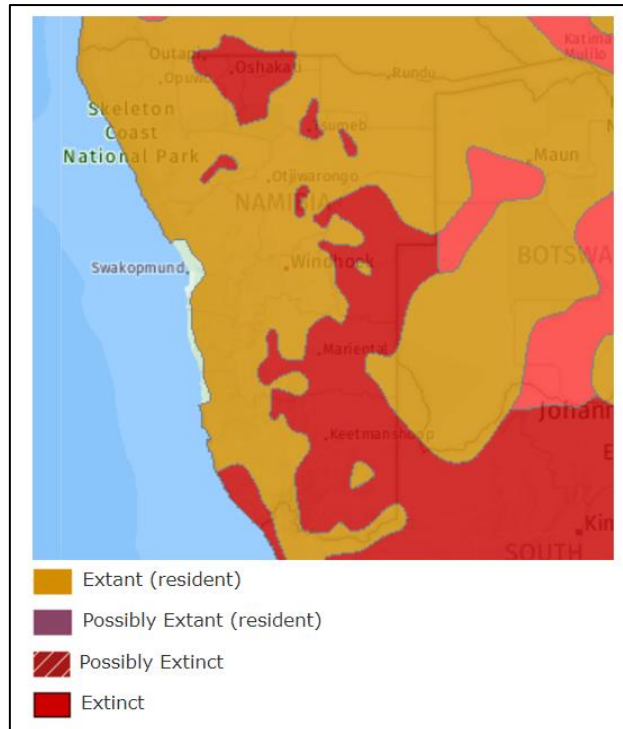 Katima
Mulilo
Outapi
Oshakati
Opuwo
Rundu
Skeleton
Coast
National Park
Tsumeb
Maun
Otjiwarongo
NAMIBIA
BOTSWA
Swakopmund
Windhoek
Mariental
Johann
Keetmanshoop
E
Kim
SOUTH
Extant (resident)
Possibly Extant (resident)
Possibly Extinct
Extinct